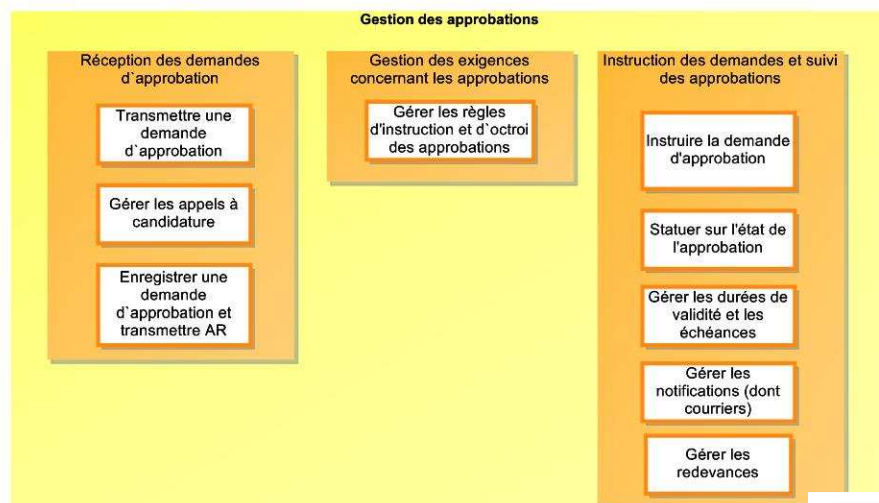 Gestion des approbations
Réception des demandes
d`approbation
Transmettre une
demande
d`approbation
Gérer les appels à
candidature
Enregistrer une
demande
d`approbation et
transmettre AR
Gestion des exigences
concernant les approbations
Gérer les règles
d'instruction et d`octroi
des approbations
Instruction des demandes et suivi
des approbations
Instruire la demande
d'approbation
Statuer sur l'état de
l'approbation
Gérer les durées de
validité et les
échéances
Gérer les
notifications (dont
courriers)
Gérer les
redevances